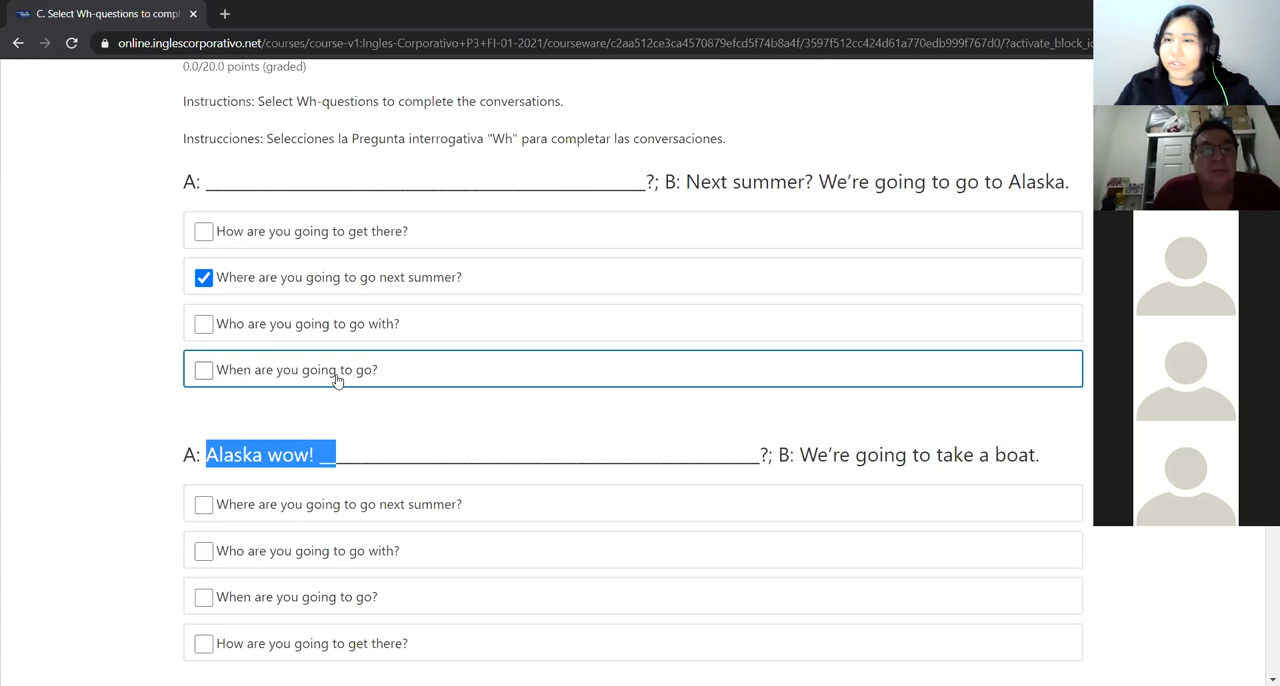 C. Select Wh-questions to compl
online.inglescorporativo.net/courses/course-v1:Ingles-Corporativo+P3+FI-01-2021/courseware/c2aa512ce3ca4570879efcd5f74b8a4f/3597f512cc424d61a770edb999f767d0/?activate_block_i
0.0/20.0 points (graded)
Instructions: Select Wh-questions to complete the conversations.
Instrucciones: Selecciones la Pregunta interrogativa "Wh" para completar las conversaciones.
A: ________________________________________?; B: Next summer? We're going to go to Alaska.
How are you going to get there?
Where are you going to go next summer?
Who are you going to go with?
When are you going to go?
A: Alaska wow! ________________________________________?; B: We're going to take a boat.
Where are you going to go next summer?
Who are you going to go with?
When are you going to go?
How are you going to get there?